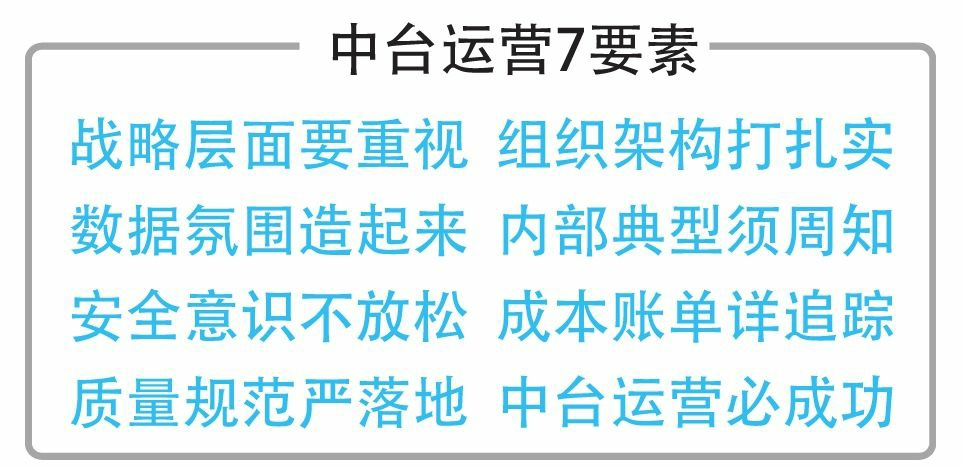 中台运营7要素
战略层面要重视 组织架构打扎实
数据氛围造起来 内部典型须周知
安全意识不放松 成本账单详追踪
质量规范严落地 中台运营必成功